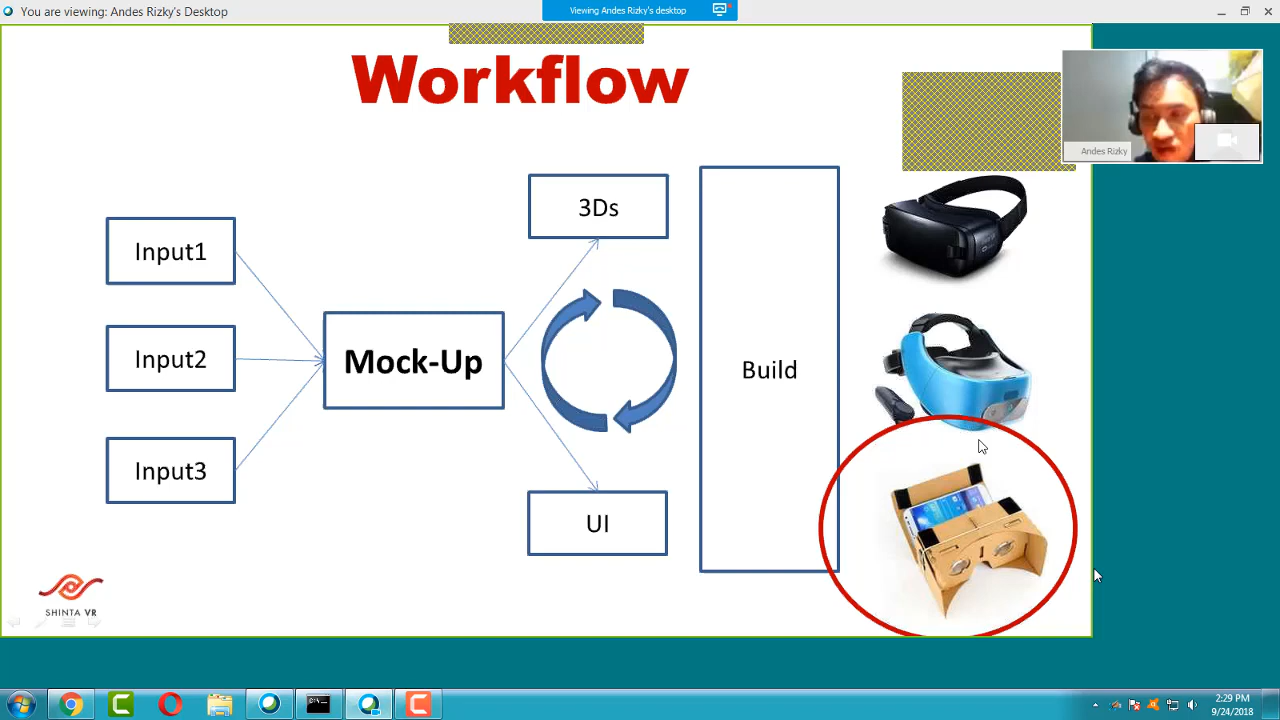 You are viewing: Andes Rizky's Desktop
Viewing Andes Rizky's desktop
Workflow
Andes Rizky
3Ds
Input1
Input2
Mock-Up
Build
Input3
UI
SHINTA VR
2:29 PM
9/24/2018